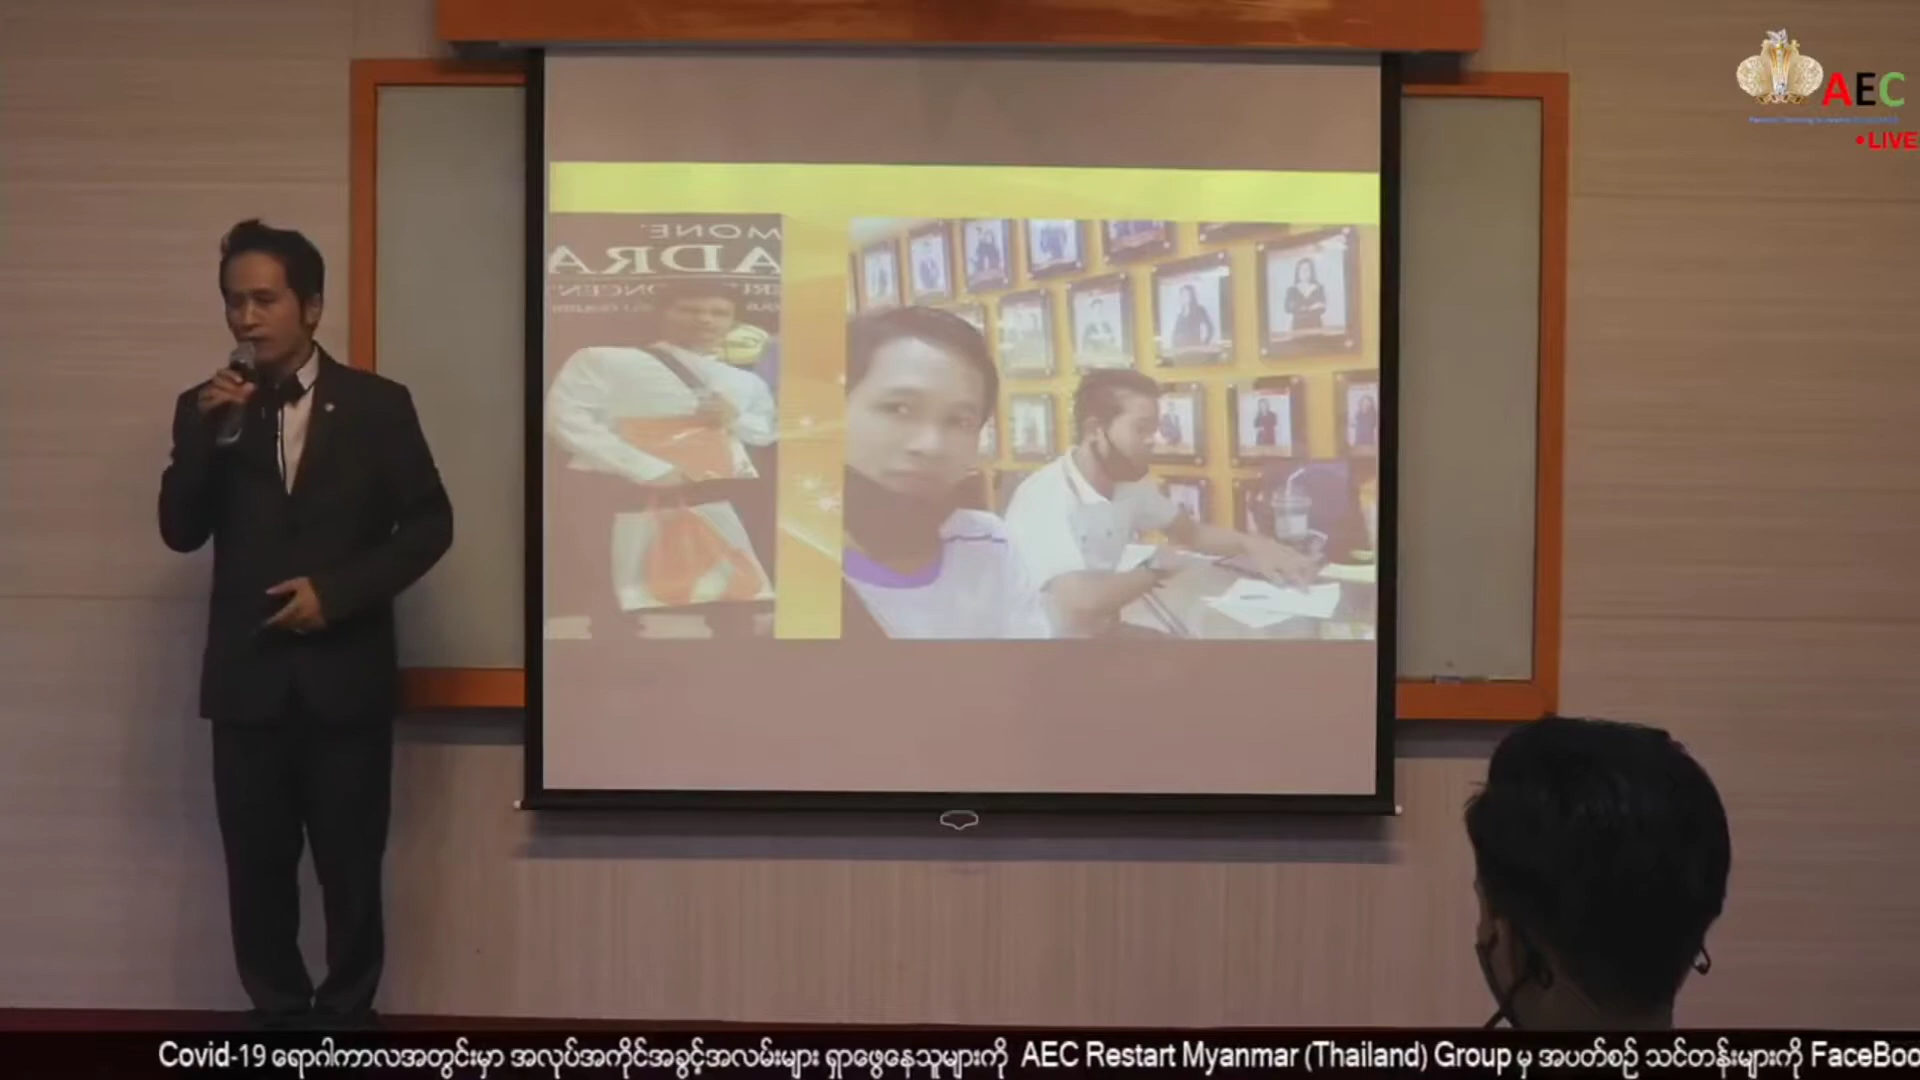 AEC
•LIVE
MONE
ADRA
Covid-19 ရောဂါကာလအတွင်းမှာ အလုပ်အကိုင်အခွင့်အလမ်းများ ရှာဖွေနေသူများကို AEC Restart Myanmar (Thailand) Group မှ အပတ်စဉ် သင်တန်းများကို FaceBoo